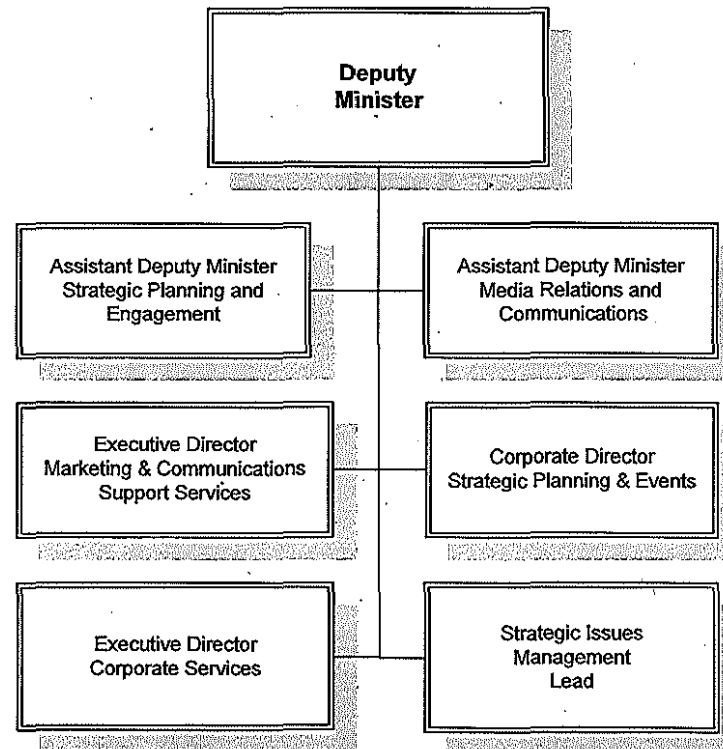 Deputy
Minister
Assistant Deputy Minister
Strategic Planning and
Engagement
Assistant Deputy Minister
Media Relations and
Communications
Executive Director
Marketing & Communications
Support Services
Corporate Director
Strategic Planning & Events
Executive Director
Corporate Services
Strategic Issues
Management
Lead